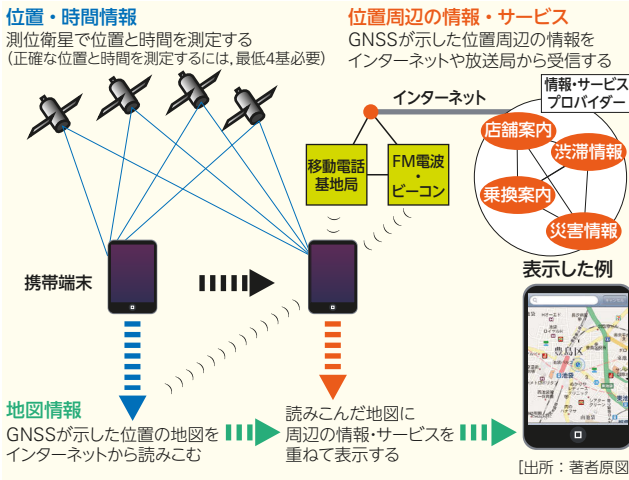 位置・時間情報
測位衛星で位置と時間を測定する
（正確な位置と時間を測定するには，最低4基必要）
位置周辺の情報・サービス
GNSSが示した位置周辺の情報を
インターネットや放送局から受信する
インターネット
情報・サービス
プロバイダー
店舗案内
渋滞情報
乗換案内
災害情報
移動電話
基地局
FM電波
・
ビーコン
携帯端末
表示した例
豊島区
地図情報
GNSSが示した位置の地図を
インターネットから読みこむ
読みこんだ地図に
周辺の情報・サービスを
重ねて表示する
［出所：著者原図